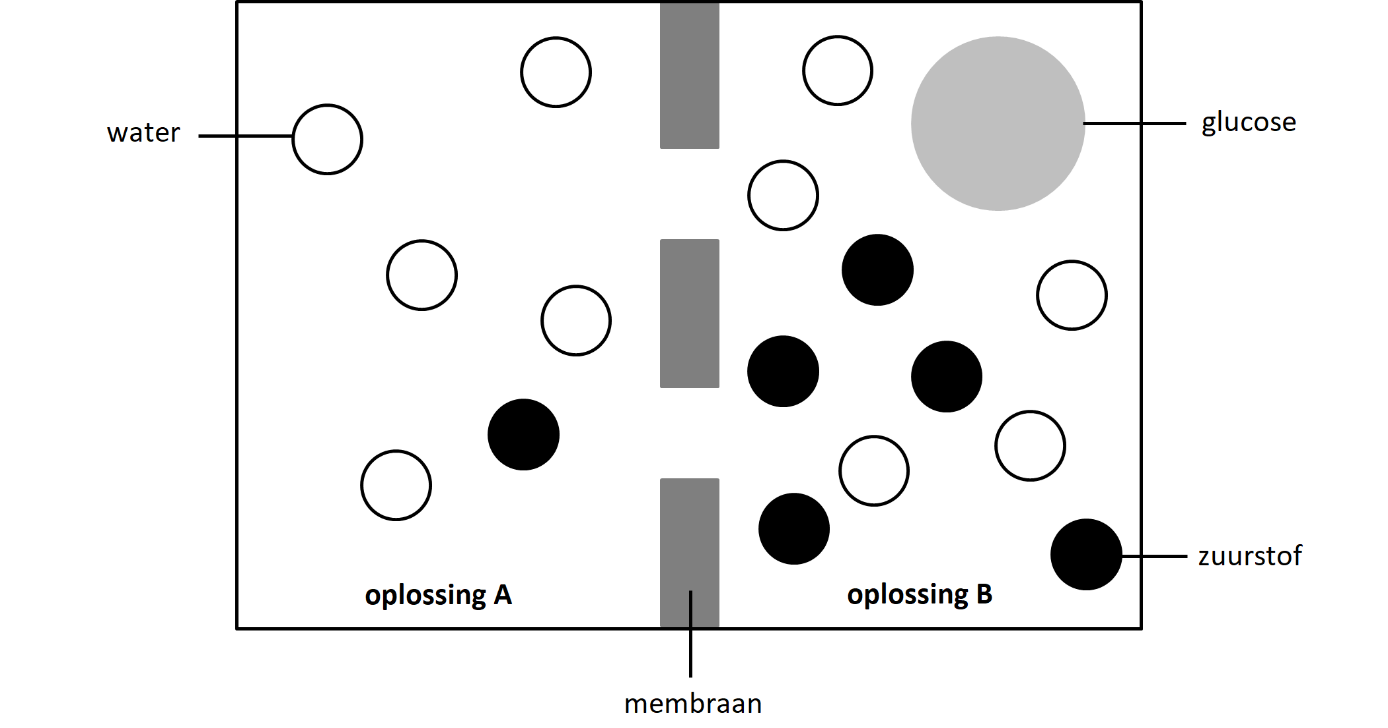 water
glucose
zuurstof
oplossing A
oplossing B
membraan